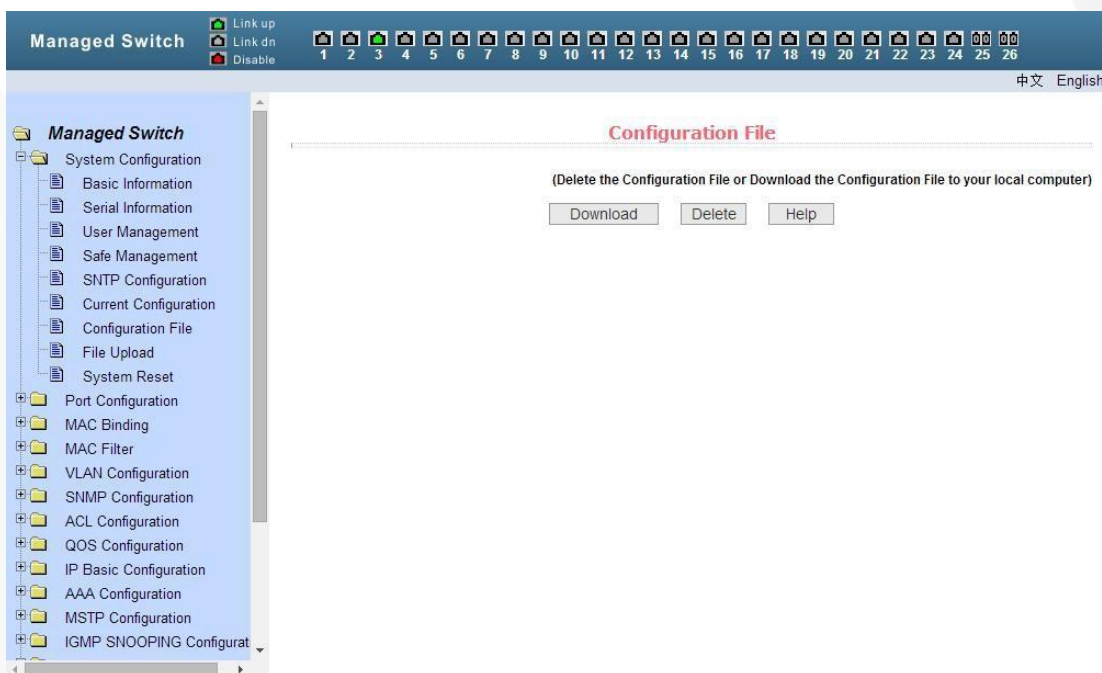 Managed Switch
Link up
Link dn
Disable
1 2 3 4 5 6 7 8 9 10 11 12 13 14 15 16 17 18 19 20 21 22 23 24 25 26
中文 English
Managed Switch
System Configuration
Basic Information
Serial Information
User Management
Safe Management
SNTP Configuration
Current Configuration
Configuration File
File Upload
System Reset
Port Configuration
MAC Binding
MAC Filter
VLAN Configuration
SNMP Configuration
ACL Configuration
QOS Configuration
IP Basic Configuration
AAA Configuration
MSTP Configuration
IGMP SNOOPING Configurat
Configuration File
(Delete the Configuration File or Download the Configuration File to your local computer)
Download Delete Help